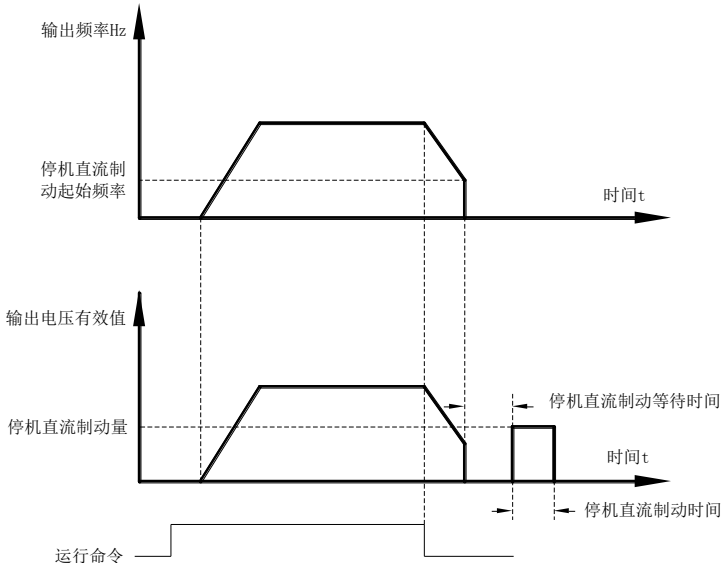 输出频率Hz
停机直流制
动起始频率
时间t
输出电压有效值
停机直流制动等待时间
停机直流制动量
时间t
停机直流制动时间
运行命令